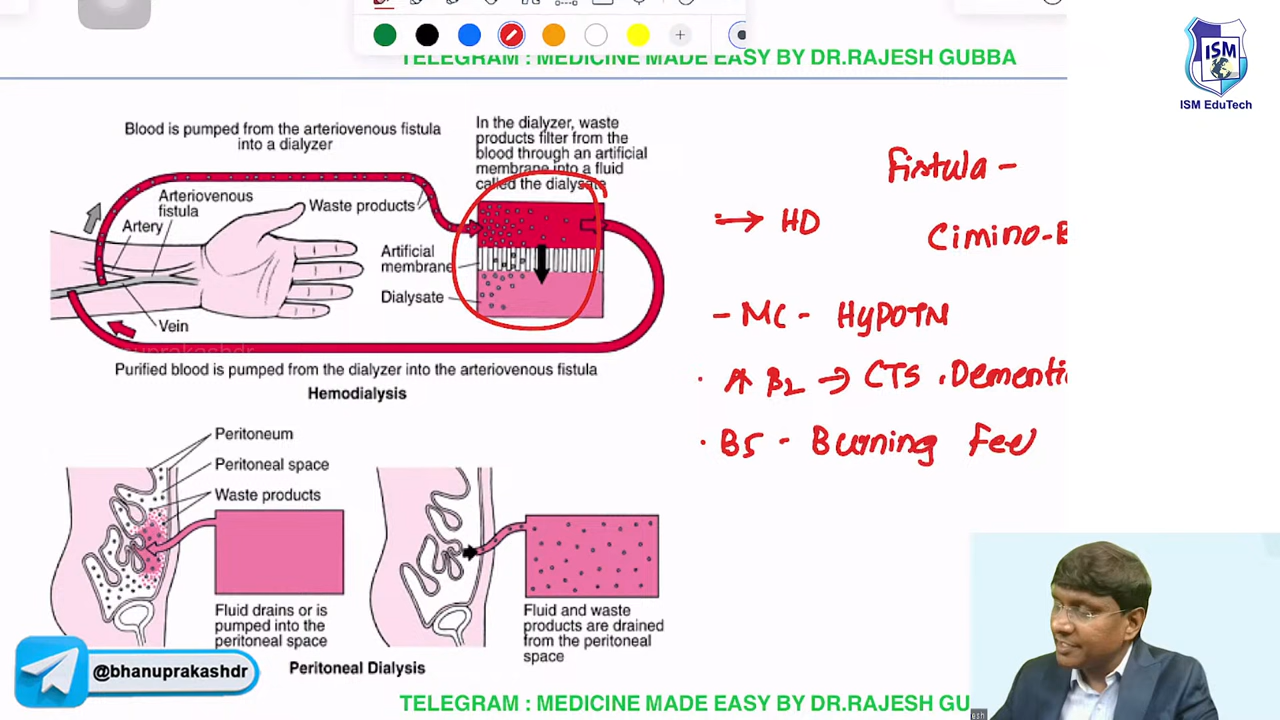 TELEGRAM : MEDICINE MADE EASY BY DR.RAJESH GUBBA
ISM
ISM EduTech
Blood is pumped from the arteriovenous fistula
into a dialyzer
In the dialyzer, waste
products filter from the
blood through an artificial
membrane into a fluid
called the dialysate
Arteriovenous
fistula
Artery
Waste products
Artificial
membrane
Dialysate
Vein
uprakashdr
Purified blood is pumped from the dialyzer into the arteriovenous fistula
Hemodialysis
Fistula -
→ HD
Cimino-B
- MC - HYPOTN
· ↑ B2 → CTS . Dementi
· B5 - Burning Feet
Peritoneum
Peritoneal space
Waste products
Fluid drains or is
pumped into the
peritoneal space
Fluid and waste
products are drained
from the peritoneal
space
Peritoneal Dialysis
@bhanuprakashdr
TELEGRAM : MEDICINE MADE EASY BY DR.RAJESH GU
esh